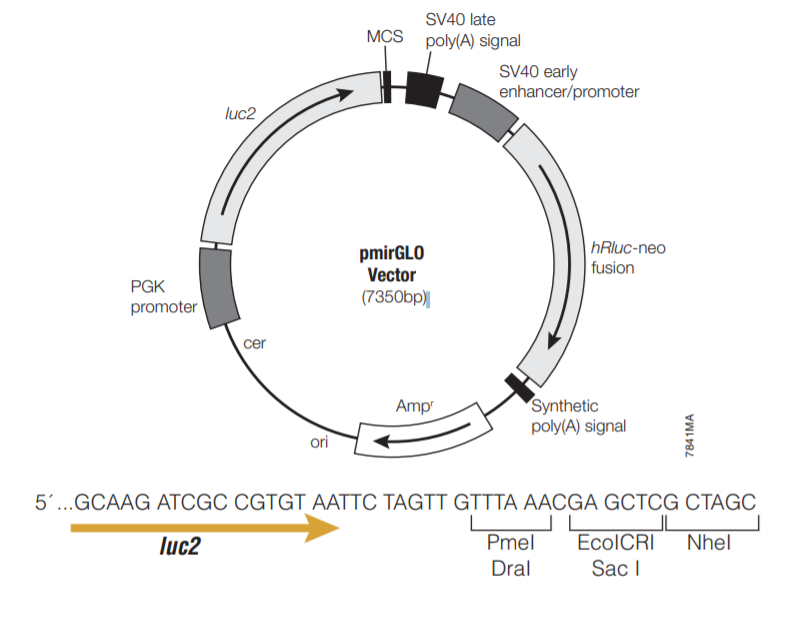 SV40 late
poly(A) signal
MCS
SV40 early
enhancer/promoter
luc2
hRluc-neo
fusion
pmirGLO
Vector
(7350bp)
PGK
promoter
cer
Ampʳ
ori
Synthetic
poly(A) signal
7841MA
5´...GCAAG ATCGC CGTGT AATTC TAGTT GTTTA AACGA GCTCG CTAGC
luc2
PmeI
DraI
EcoICRI
Sac I
NheI